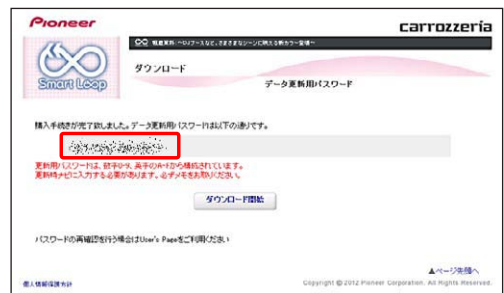 Pioneer
carrozzeria
Smart Loop
ダウンロード
データ更新用パスワード
購入手続きが完了致しました。データ更新用パスワードは以下の通りです。
更新用パスワードは、数字0-9、英字のA-Fから構成されています。
更新時ナビに入力する必要があります。必ずメモをお取りください。
ダウンロード開始
パスワードの再確認を行う場合はUser's Pageをご利用ください
▲ページ先頭へ
個人情報保護方針
Copyright © 2012 Pioneer Corporation. All Rights Reserved.